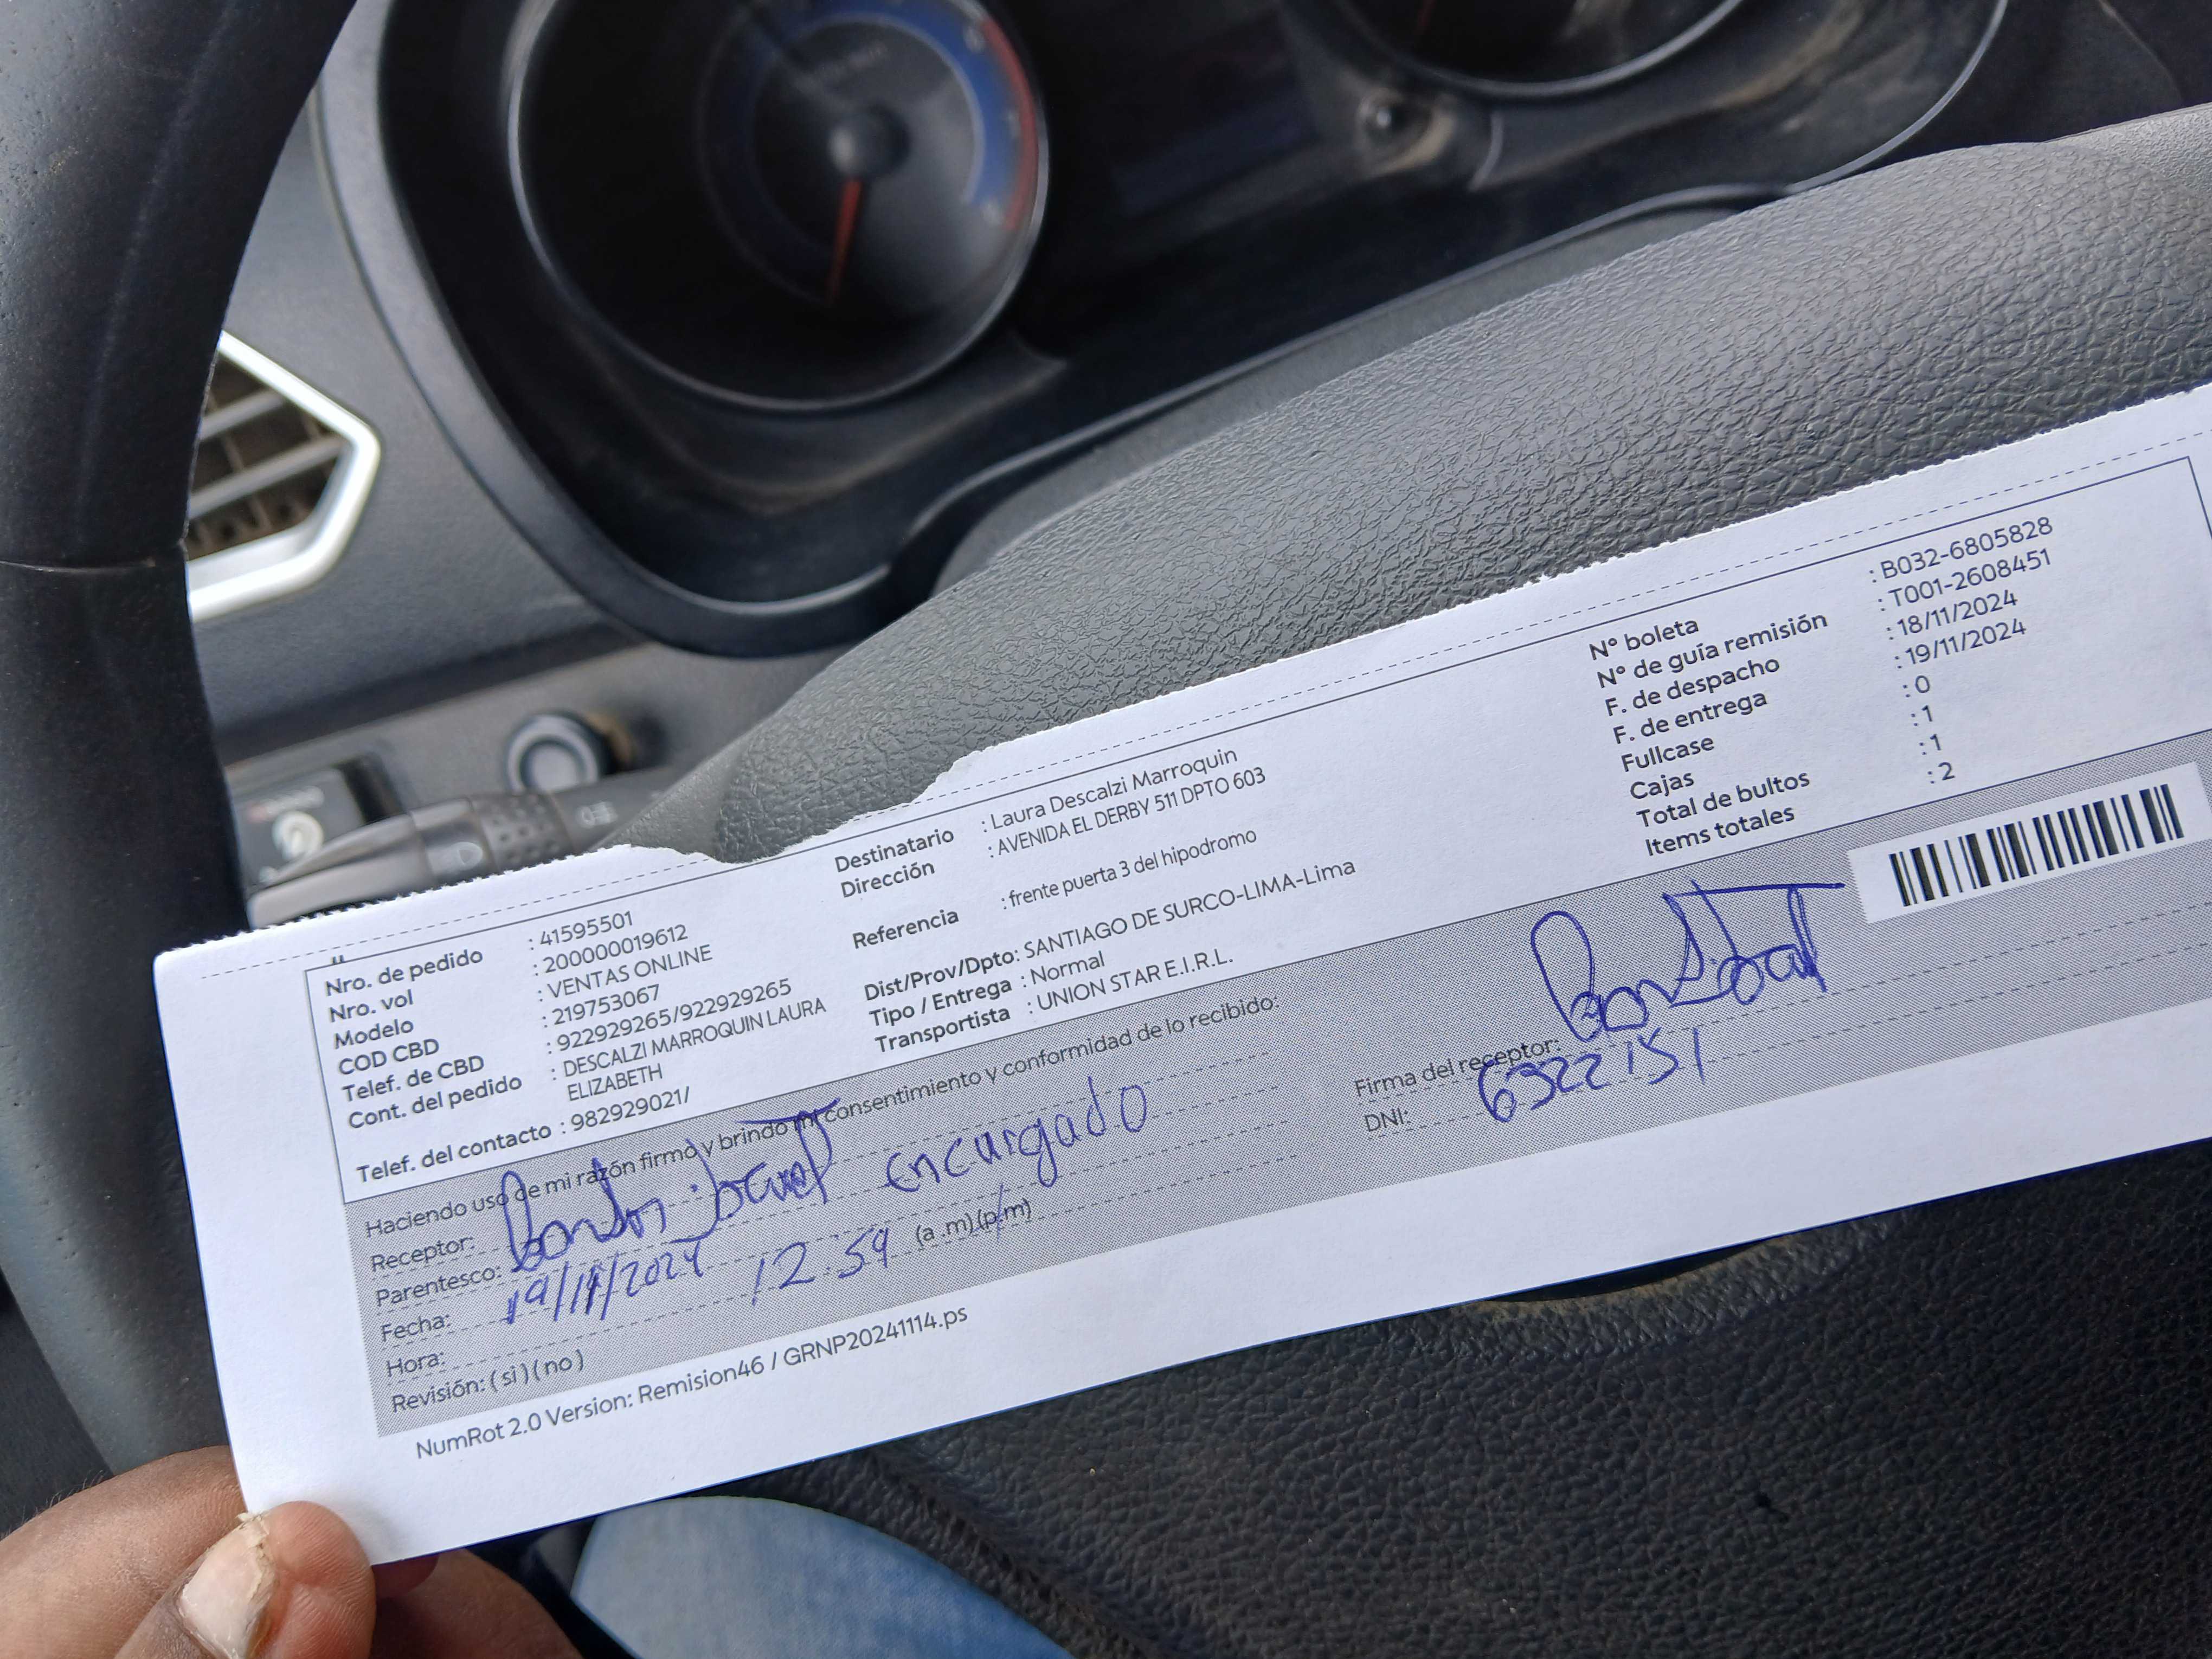 Nro. de pedido : 41595501
Nro. vol : 200000019612
Modelo : VENTAS ONLINE
COD CBD : 219753067
Telef. de CBD : 922929265/922929265
Cont. del pedido : DESCALZI MARROQUIN LAURA
ELIZABETH
Telef. del contacto : 982929021/
Destinatario : Laura Descalzi Marroquin
Dirección : AVENIDA EL DERBY 511 DPTO 603
Referencia : frente puerta 3 del hipodromo
Dist/Prov/Dpto: SANTIAGO DE SURCO-LIMA-Lima
Tipo / Entrega : Normal
Transportista : UNION STAR E.I.R.L.
N° boleta : B032-6805828
N° de guía remisión : T001-2608451
F. de despacho : 18/11/2024
F. de entrega : 19/11/2024
Fullcase : 0
Cajas : 1
Total de bultos : 1
Items totales : 2
Haciendo uso de mi razón firmo y brindo mi consentimiento y conformidad de lo recibido:
Receptor: encargado
Parentesco:
Fecha: 19/11/2024
Hora: 12:59 (a.m)(p.m)
Revisión: (si)(no)
Firma del receptor:
DNI: 6322151
NumRot 2.0 Version: Remision46 / GRNP20241114.ps